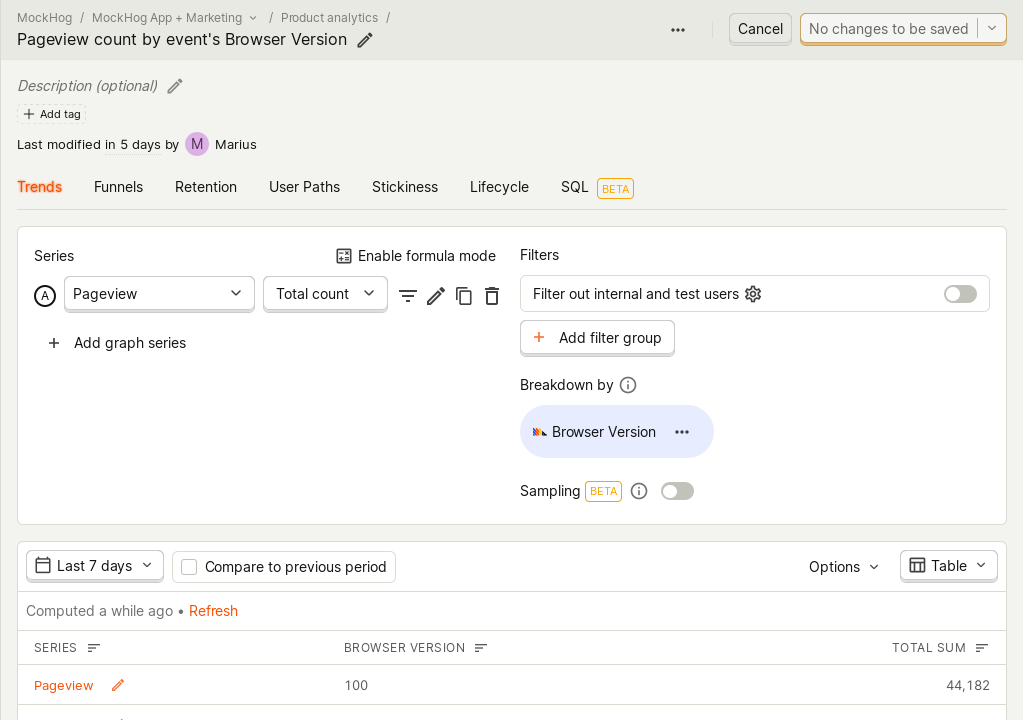 MockHog / MockHog App + Marketing / Product analytics /
Pageview count by event's Browser Version
Cancel
No changes to be saved
Description (optional)
Add tag
Last modified in 5 days by M Marius
Trends Funnels Retention User Paths Stickiness Lifecycle SQL BETA
Series
Enable formula mode
A Pageview Total count
Add graph series
Filters
Filter out internal and test users
Add filter group
Breakdown by
Browser Version
Sampling BETA
Last 7 days
Compare to previous period
Options
Table
Computed a while ago • Refresh
SERIES BROWSER VERSION TOTAL SUM
Pageview 100 44,182